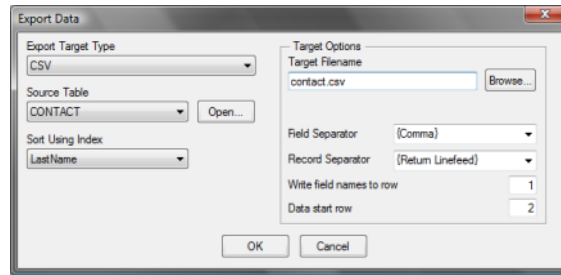 Export Data
Export Target Type
CSV
Source Table
CONTACT
Open...
Sort Using Index
LastName
Target Options
Target Filename
contact.csv
Browse...
Field Separator
{Comma}
Record Separator
{Return Linefeed}
Write field names to row
1
Data start row
2
OK
Cancel